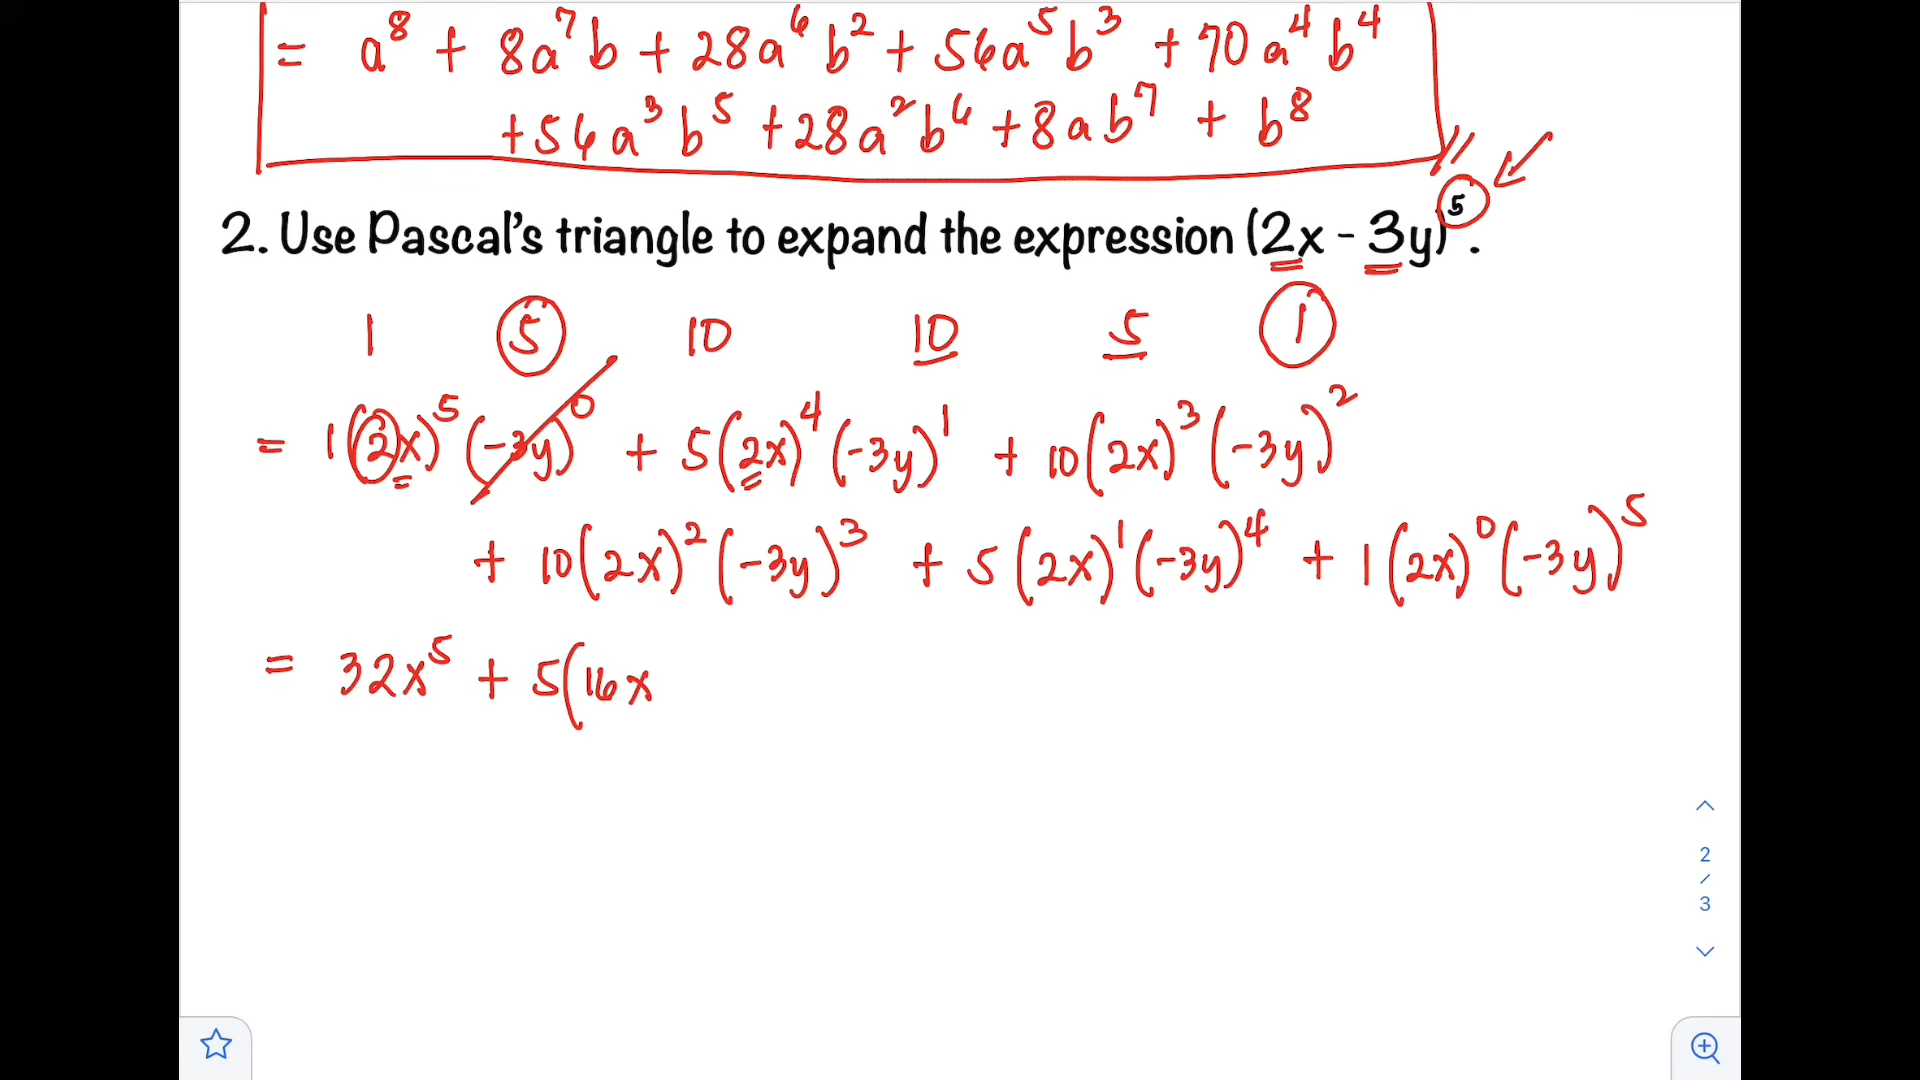 = a⁸ + 8a⁷b + 28a⁶b² + 56a⁵b³ + 70a⁴b⁴
+56a³b⁵ +28a²b⁶ +8ab⁷ + b⁸
2. Use Pascal's triangle to expand the expression (2x - 3y)⁵.
1 5 10 10 5 1
= 1(2x)⁵(-3y)⁰ + 5(2x)⁴(-3y)¹ + 10(2x)³(-3y)²
+ 10(2x)²(-3y)³ + 5(2x)¹(-3y)⁴ + 1(2x)⁰(-3y)⁵
= 32x⁵ + 5(16x
2
/
3